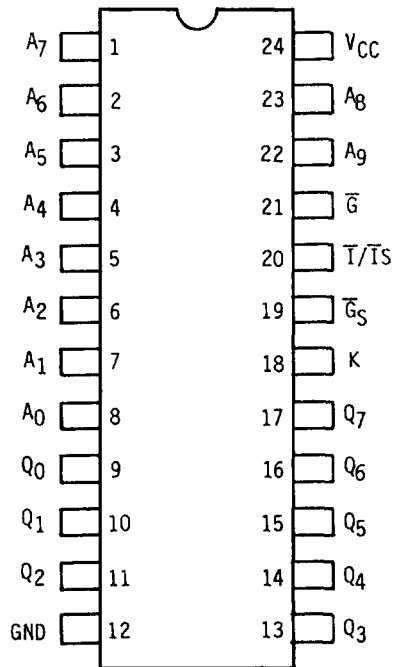 A7 1 24 VCC
A6 2 23 A8
A5 3 22 A9
A4 4 21 G̅
A3 5 20 I̅/I̅S
A2 6 19 G̅S
A1 7 18 K
A0 8 17 Q7
Q0 9 16 Q6
Q1 10 15 Q5
Q2 11 14 Q4
GND 12 13 Q3